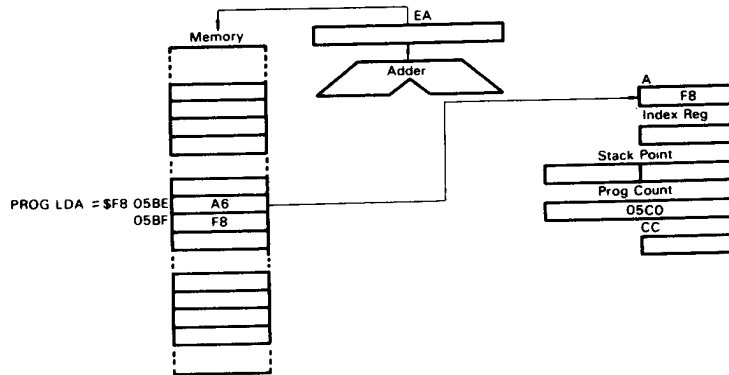 EA
Memory
Adder
A
F8
Index Reg
Stack Point
Prog Count
PROG LDA = $F8 05BE A6
05C0
05BF F8
CC